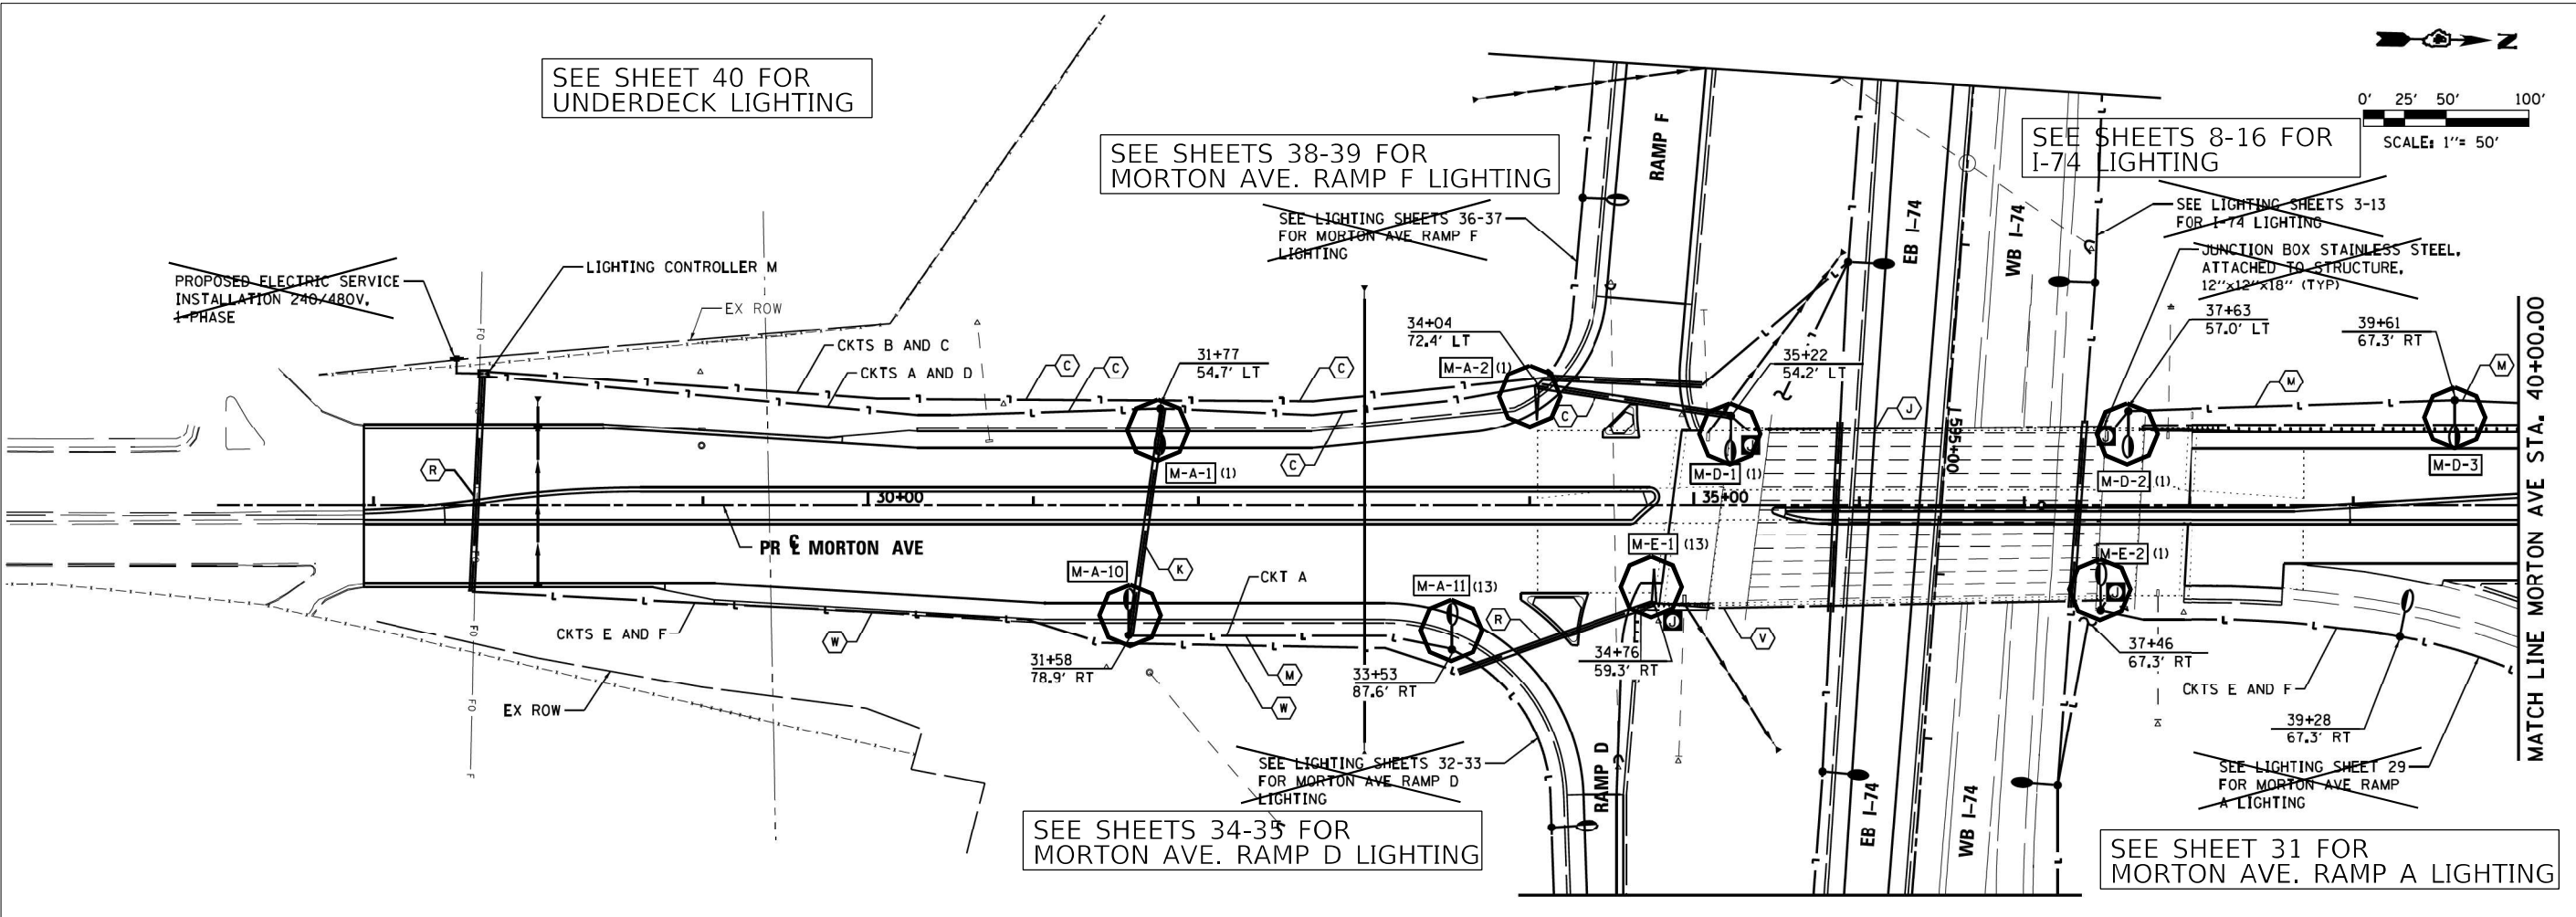 SEE SHEET 40 FOR
UNDERDECK LIGHTING
SEE SHEETS 38-39 FOR
MORTON AVE. RAMP F LIGHTING
SEE LIGHTING SHEETS 36-37
FOR MORTON AVE RAMP F
LIGHTING
RAMP F
SEE SHEETS 8-16 FOR
I-74 LIGHTING
N
0' 25' 50' 100'
SCALE: 1"= 50'
SEE LIGHTING SHEETS 3-13
FOR I-74 LIGHTING
JUNCTION BOX STAINLESS STEEL,
ATTACHED TO STRUCTURE,
12"x12"x18" (TYP)
EB I-74
WB I-74
PROPOSED ELECTRIC SERVICE
INSTALLATION 240/480V,
1-PHASE
LIGHTING CONTROLLER M
EX ROW
CKTS B AND C
CKTS A AND D
C
C
C
C
C
31+77
54.7' LT
34+04
72.4' LT
M-A-2 (1)
35+22
54.2' LT
J
37+63
57.0' LT
39+61
67.3' RT
M
M
M-A-1 (1)
M-D-1 (1)
J
J
M-D-2 (1)
M-D-3
R
FO
FO
FO
FO
F
30+00
35+00
595+00
PR ℄ MORTON AVE
M-A-10
K
CKT A
M-A-11 (13)
M-E-1 (13)
M-E-2 (1)
R
J
J
V
CKTS E AND F
W
31+58
78.9' RT
M
W
33+53
87.6' RT
34+76
59.3' RT
37+46
67.3' RT
CKTS E AND F
39+28
67.3' RT
EX ROW
SEE LIGHTING SHEETS 32-33
FOR MORTON AVE RAMP D
LIGHTING
RAMP D
EB I-74
WB I-74
SEE LIGHTING SHEET 29
FOR MORTON AVE RAMP
A LIGHTING
SEE SHEETS 34-35 FOR
MORTON AVE. RAMP D LIGHTING
SEE SHEET 31 FOR
MORTON AVE. RAMP A LIGHTING
MATCH LINE MORTON AVE STA. 40+00.00